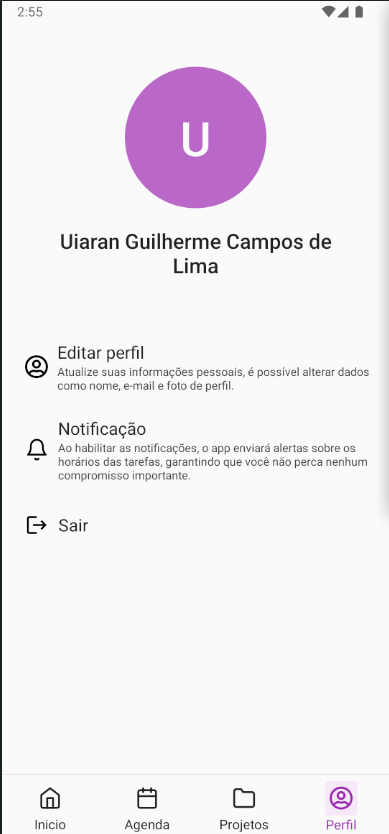 2:55
U
Uiaran Guilherme Campos de
Lima
Editar perfil
Atualize suas informações pessoais, é possível alterar dados
como nome, e-mail e foto de perfil.
Notificação
Ao habilitar as notificações, o app enviará alertas sobre os
horários das tarefas, garantindo que você não perca nenhum
compromisso importante.
Sair
Inicio
Agenda
Projetos
Perfil